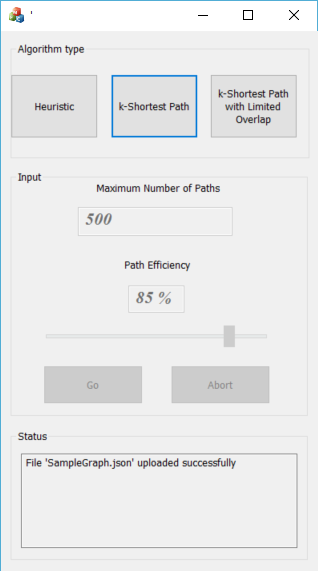 '
Algorithm type
Heuristic
k-Shortest Path
k-Shortest Path
with Limited
Overlap
Input
Maximum Number of Paths
500
Path Efficiency
85 %
Go
Abort
Status
File 'SampleGraph.json' uploaded successfully